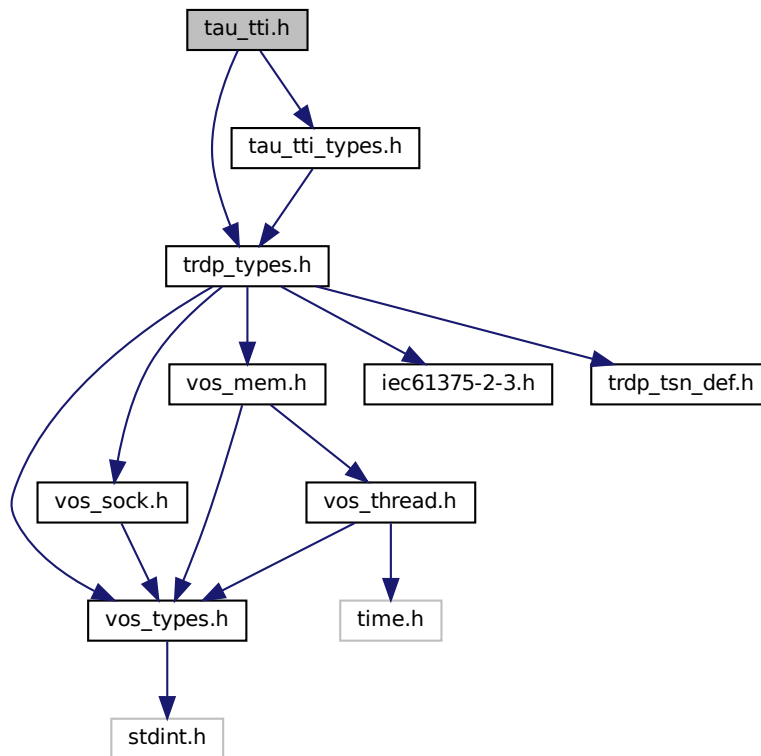 tau_tti.h
tau_tti_types.h
trdp_types.h
vos_mem.h
iec61375-2-3.h
trdp_tsn_def.h
vos_sock.h
vos_thread.h
vos_types.h
time.h
stdint.h